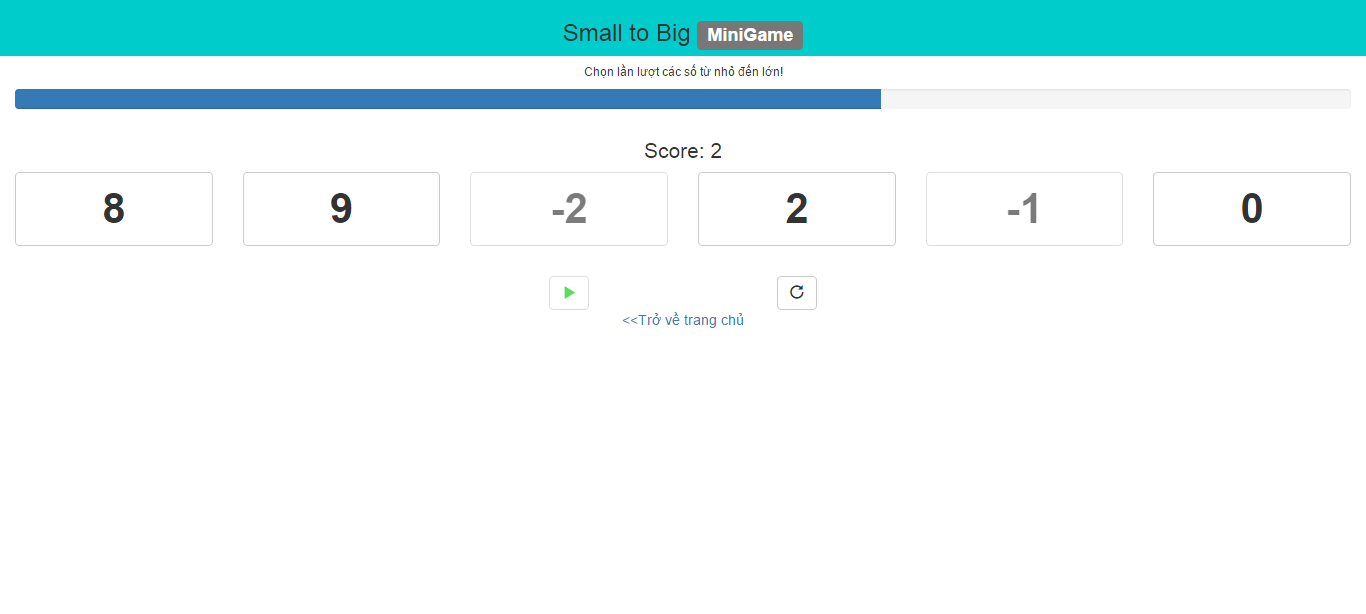 Small to Big MiniGame
Chọn lần lượt các số từ nhỏ đến lớn!
Score: 2
8 9 -2 2 -1 0
<<Trở về trang chủ